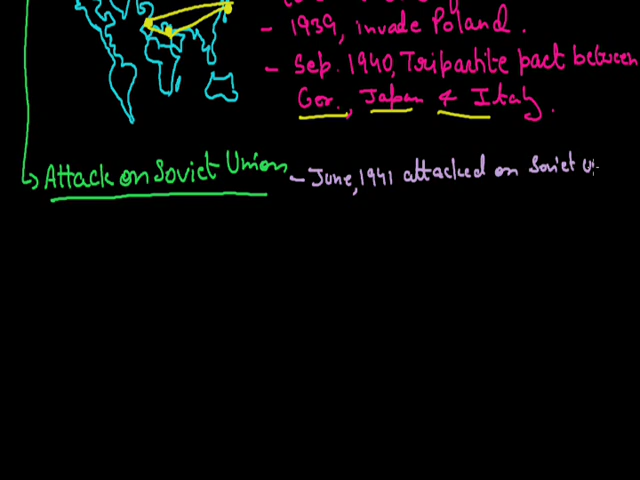 - 1939, invade Poland.
- Sep. 1940, Tripartite pact between
Ger., Japan & Italy.
Attack on Soviet Union - June, 1941 attacked on Soviet